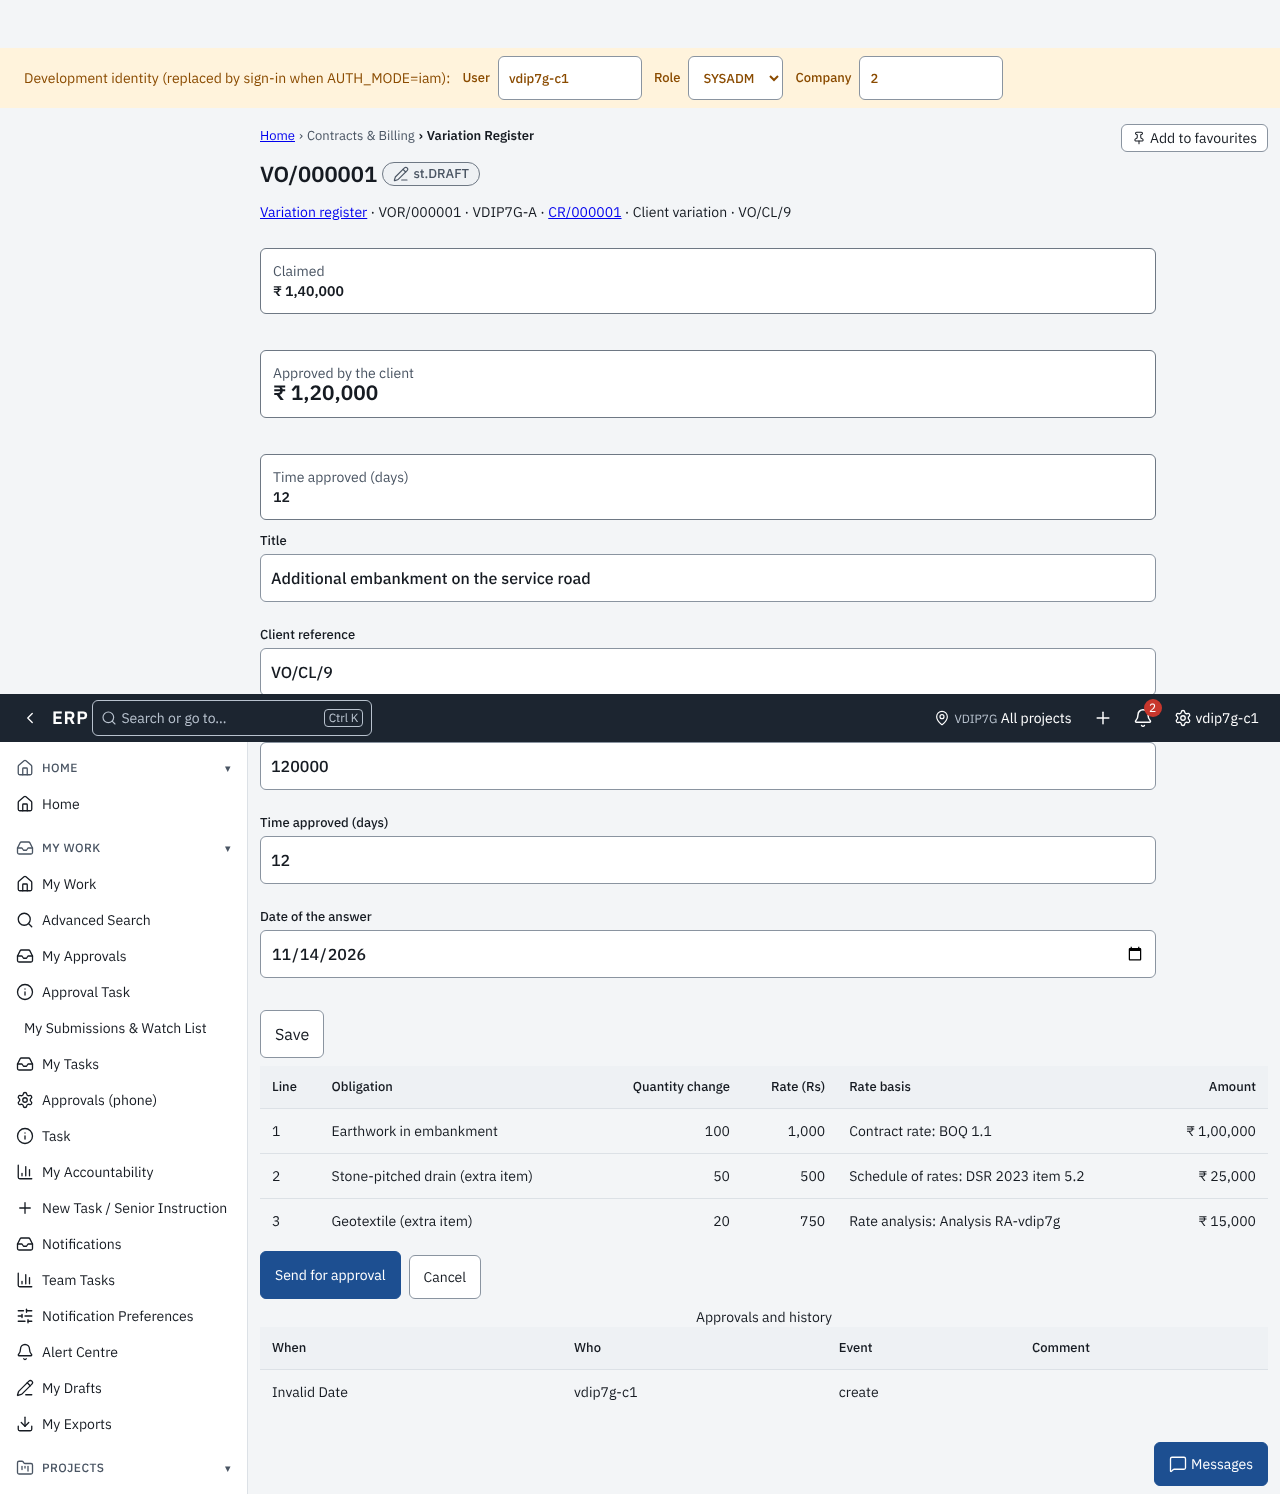 Development identity (replaced by sign-in when AUTH_MODE=iam): User vdip7g-c1 Role SYSADM Company 2
Home › Contracts & Billing › Variation Register
Add to favourites
VO/000001 st.DRAFT
Variation register · VOR/000001 · VDIP7G-A · CR/000001 · Client variation · VO/CL/9
Claimed
₹ 1,40,000
Approved by the client
₹ 1,20,000
Time approved (days)
12
Title
Additional embankment on the service road
Client reference
VO/CL/9
ERP Search or go to... Ctrl K VDIP7G All projects 2 vdip7g-c1
120000
Time approved (days)
12
Date of the answer
11/14/2026
Save
Line Obligation Quantity change Rate (Rs) Rate basis Amount
1 Earthwork in embankment 100 1,000 Contract rate: BOQ 1.1 ₹ 1,00,000
2 Stone-pitched drain (extra item) 50 500 Schedule of rates: DSR 2023 item 5.2 ₹ 25,000
3 Geotextile (extra item) 20 750 Rate analysis: Analysis RA-vdip7g ₹ 15,000
Send for approval Cancel
Approvals and history
When Who Event Comment
Invalid Date vdip7g-c1 create
HOME
Home
MY WORK
My Work
Advanced Search
My Approvals
Approval Task
My Submissions & Watch List
My Tasks
Approvals (phone)
Task
My Accountability
New Task / Senior Instruction
Notifications
Team Tasks
Notification Preferences
Alert Centre
My Drafts
My Exports
PROJECTS
Messages